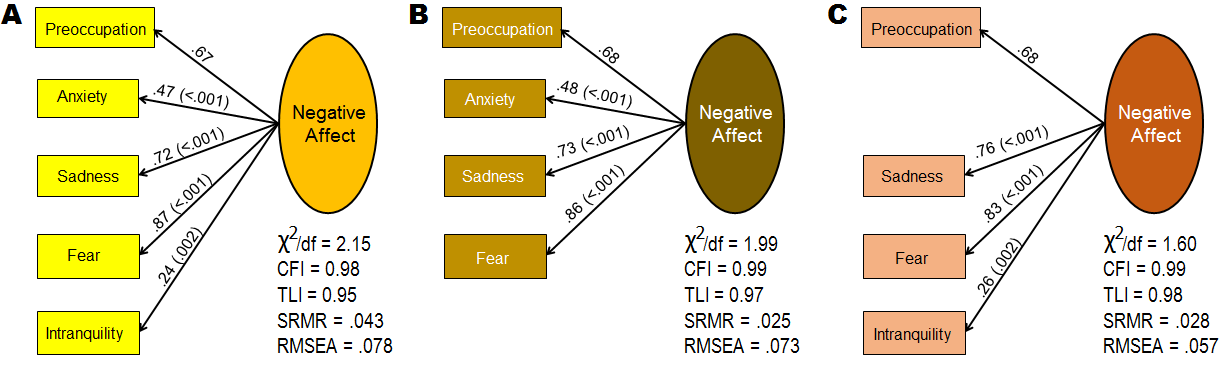 A
Preoccupation
Anxiety
Sadness
Fear
Intranquility
.67
.47 (<.001)
.72 (<.001)
.87 (<.001)
.24 (.002)
Negative
Affect
χ²/df = 2.15
CFI = 0.98
TLI = 0.95
SRMR = .043
RMSEA = .078
B
Preoccupation
Anxiety
Sadness
Fear
.68
.48 (<.001)
.73 (<.001)
.86 (<.001)
Negative
Affect
χ²/df = 1.99
CFI = 0.99
TLI = 0.97
SRMR = .025
RMSEA = .073
C
Preoccupation
Sadness
Fear
Intranquility
.68
.76 (<.001)
.83 (<.001)
.26 (.002)
Negative
Affect
χ²/df = 1.60
CFI = 0.99
TLI = 0.98
SRMR = .028
RMSEA = .057